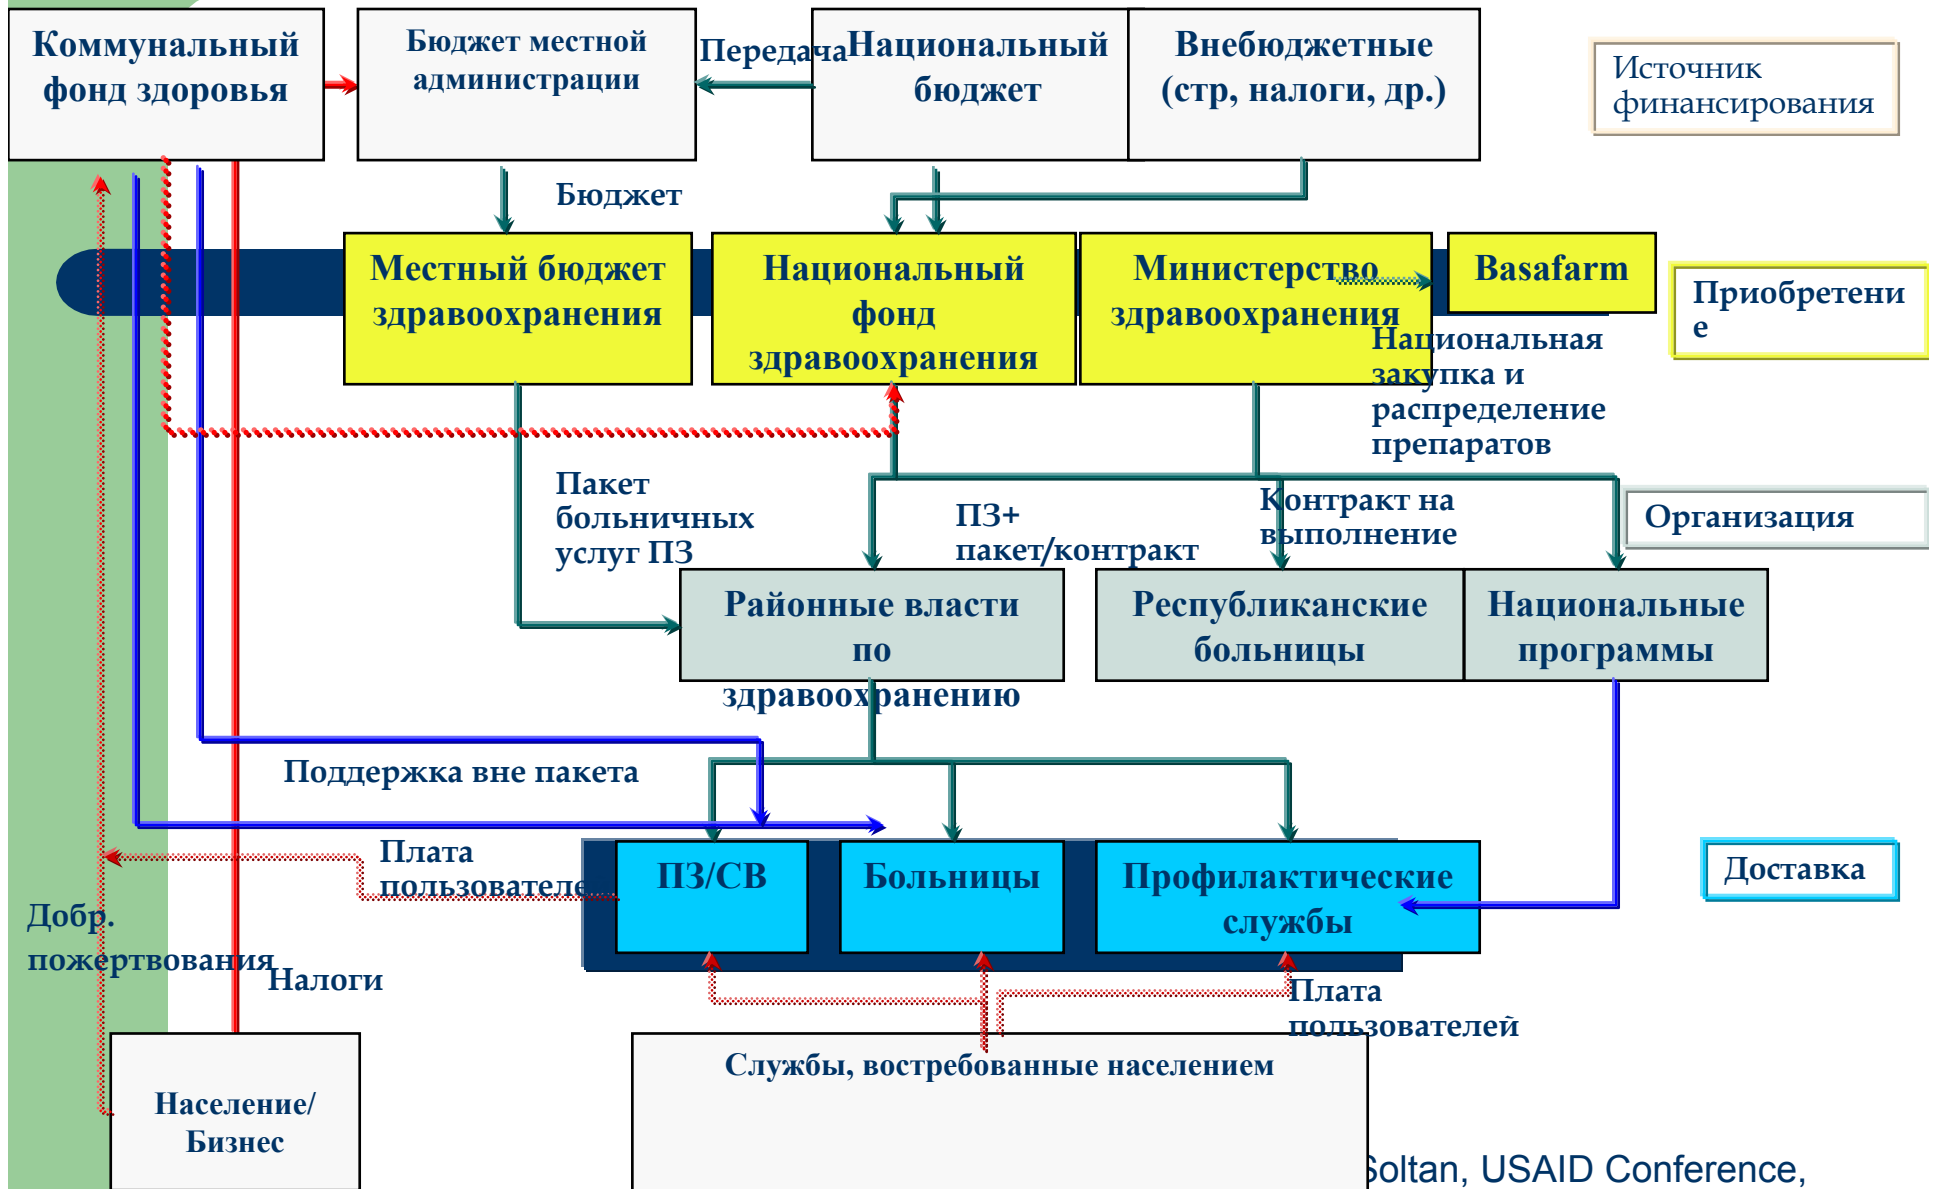 Коммунальный
фонд здоровья
Бюджет местной
администрации
Передача
Национальный
бюджет
Внебюджетные
(стр, налоги, др.)
Источник
финансирования
Бюджет
Местный бюджет
здравоохранения
Национальный
фонд
здравоохранения
Министерство
здравоохранения
Basafarm
Приобретени
е
Национальная
закупка и
распределение
препаратов
Пакет
больничных
услуг ПЗ
ПЗ+
пакет/контракт
Контракт на
выполнение
Организация
Районные власти
по
здравоохранению
Республиканские
больницы
Национальные
программы
Поддержка вне пакета
Плата
пользователе
ПЗ/СВ
Больницы
Профилактические
службы
Доставка
Добр.
пожертвования
Налоги
Плата
пользователей
Население/
Бизнес
Службы, востребованные населением
Soltan, USAID Conference,